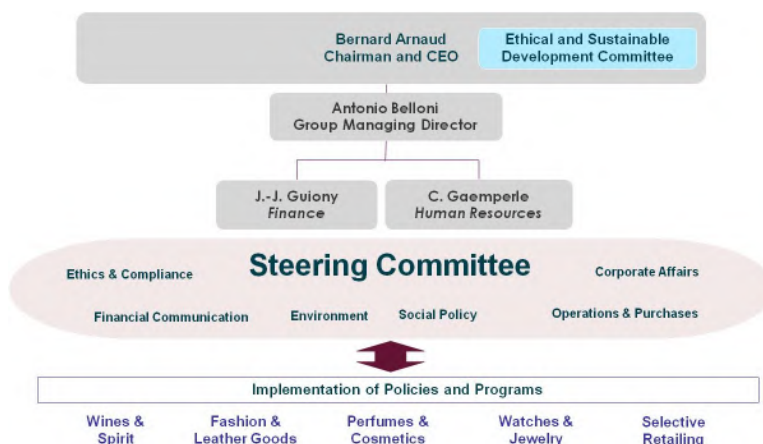 Bernard Arnaud
Chairman and CEO
Ethical and Sustainable
Development Committee
Antonio Belloni
Group Managing Director
J.-J. Guiony
Finance
C. Gaemperle
Human Resources
Steering Committee
Ethics & Compliance
Corporate Affairs
Financial Communication
Environment
Social Policy
Operations & Purchases
Implementation of Policies and Programs
Wines &
Spirit
Fashion &
Leather Goods
Perfumes &
Cosmetics
Watches &
Jewelry
Selective
Retailing